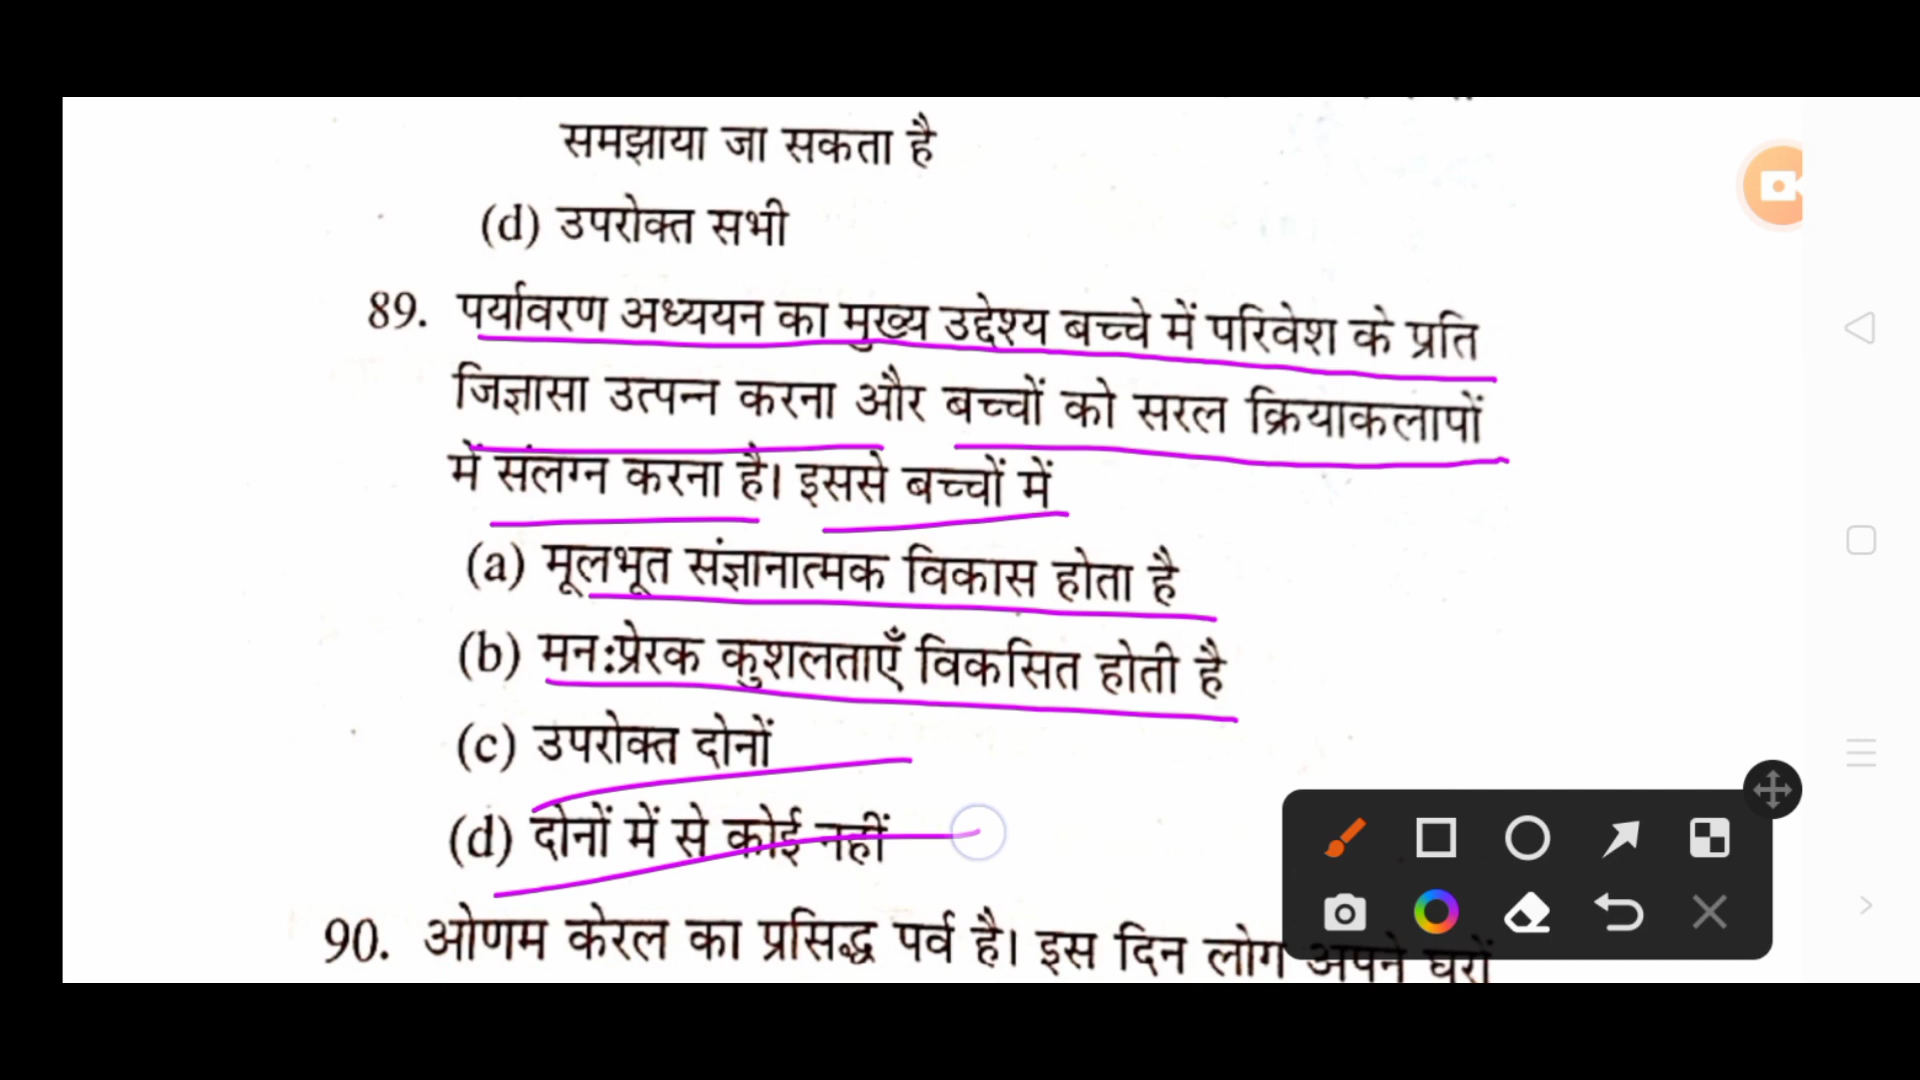 समझाया जा सकता है
(d) उपरोक्त सभी
89. पर्यावरण अध्ययन का मुख्य उद्देश्य बच्चे में परिवेश के प्रति
जिज्ञासा उत्पन्न करना और बच्चों को सरल क्रियाकलापों
में संलग्न करना है। इससे बच्चों में
(a) मूलभूत संज्ञानात्मक विकास होता है
(b) मन:प्रेरक कुशलताएँ विकसित होती है
(c) उपरोक्त दोनों
(d) दोनों में से कोई नहीं
90. ओणम केरल का प्रसिद्ध पर्व है। इस दिन लोग अपने घरों